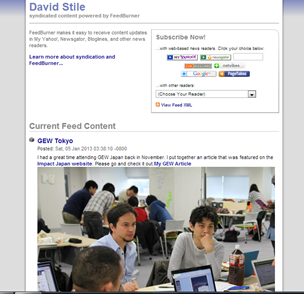 David Stile
syndicated content powered by FeedBurner
FeedBurner makes it easy to receive content updates
in My Yahoo!, Newsgator, Bloglines, and other news
readers.
Learn more about syndication and
FeedBurner...
Subscribe Now!
...with web-based news readers. Click your choice below:
MY YAHOO!
newsgator
netvibes
Google
Pageflakes
...with other readers:
(Choose Your Reader)
View Feed XML
Current Feed Content
GEW Tokyo
Posted: Sat, 05 Jan 2013 03:38:10 -0800
I had a great time attending GEW Japan back in November. I put together an article that was featured on the
Impact Japan website. Please go and check it out.My GEW Article